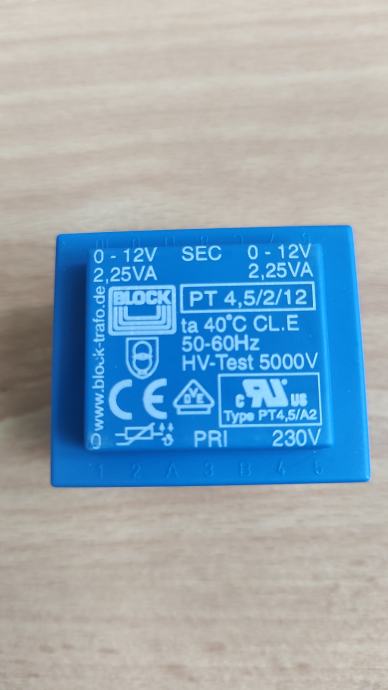 0 - 12V SEC 0 - 12V
2,25VA 2,25VA
BLOCK PT 4,5/2/12
ta 40°C CL.E
50-60Hz
HV-Test 5000V
CE VDE c RU us
Type PT4,5/A2
PRI 230V
www.block-trafo.de
1 2 A 3 B 4 5